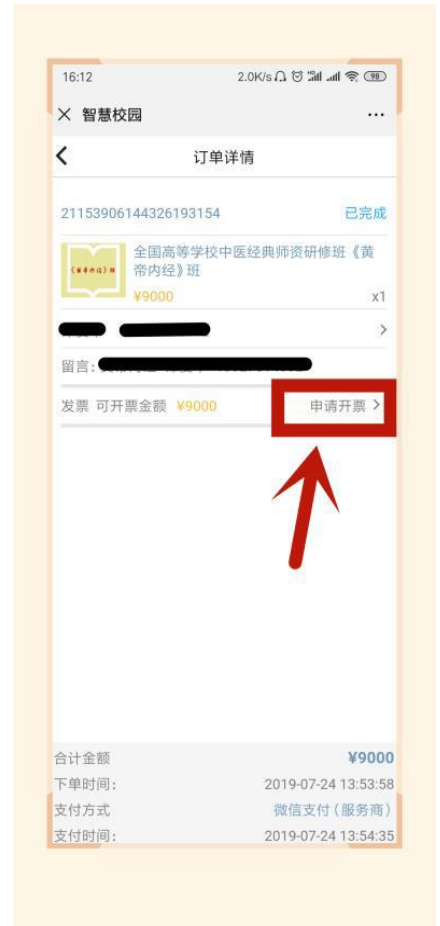 16:12 2.0K/s 98
智慧校园
订单详情
21153906144326193154 已完成
《黄帝内经》班
全国高等学校中医经典师资研修班《黄
帝内经》班
¥9000 x1
留言:
发票 可开票金额 ¥9000 申请开票
合计金额 ¥9000
下单时间: 2019-07-24 13:53:58
支付方式 微信支付(服务商)
支付时间: 2019-07-24 13:54:35